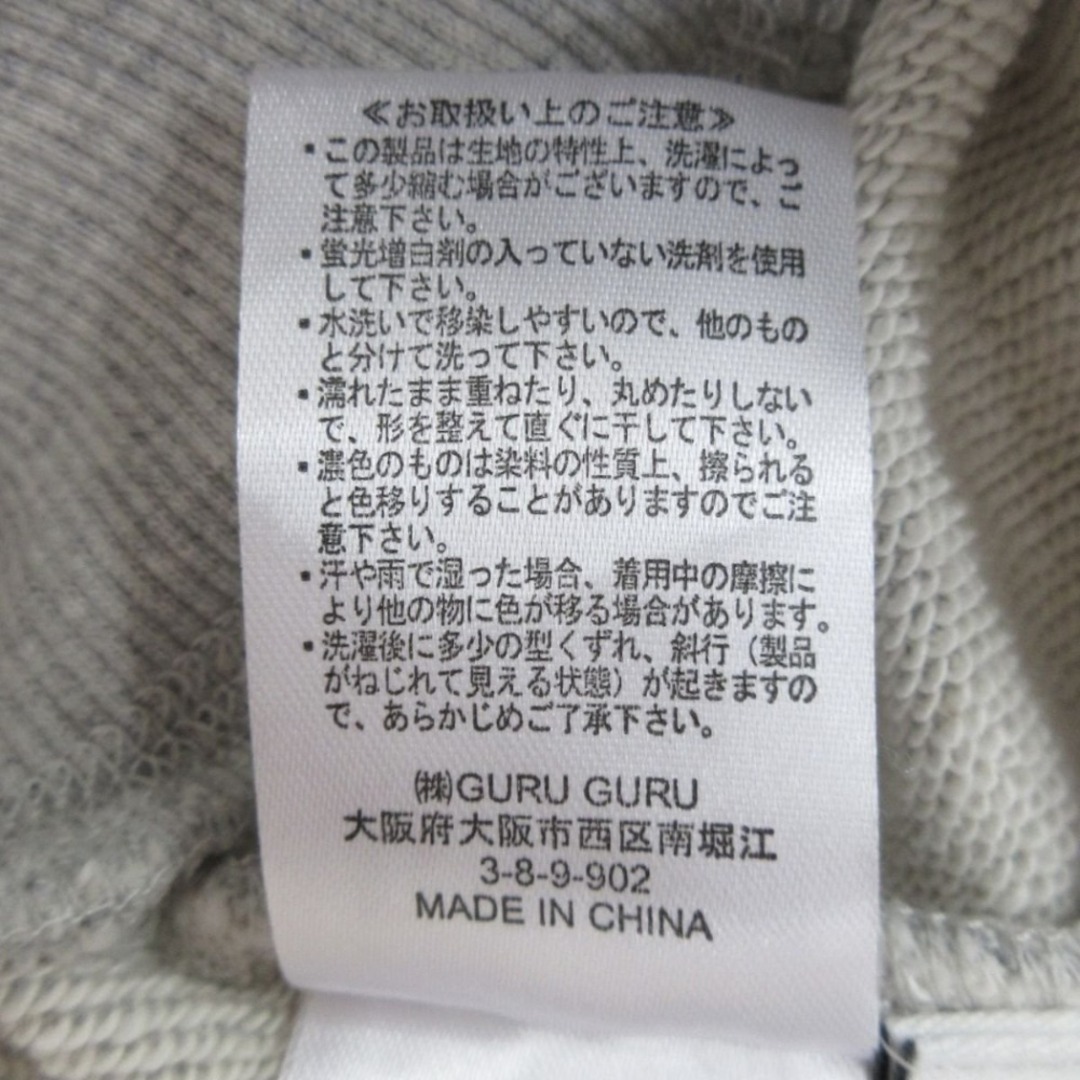 ≪お取扱い上のご注意≫
・この製品は生地の特性上、洗濯によっ
て多少縮む場合がございますので、ご
注意下さい。
・蛍光増白剤の入っていない洗剤を使用
して下さい。
・水洗いで移染しやすいので、他のもの
と分けて洗って下さい。
・濡れたまま重ねたり、丸めたりしない
で、形を整えて直ぐに干して下さい。
・濃色のものは染料の性質上、擦られる
と色移りすることがありますのでご注
意下さい。
・汗や雨で湿った場合、着用中の摩擦に
より他の物に色が移る場合があります。
・洗濯後に多少の型くずれ、斜行（製品
がねじれて見える状態）が起きますの
で、あらかじめご了承下さい。
㈱GURU GURU
大阪府大阪市西区南堀江
3-8-9-902
MADE IN CHINA